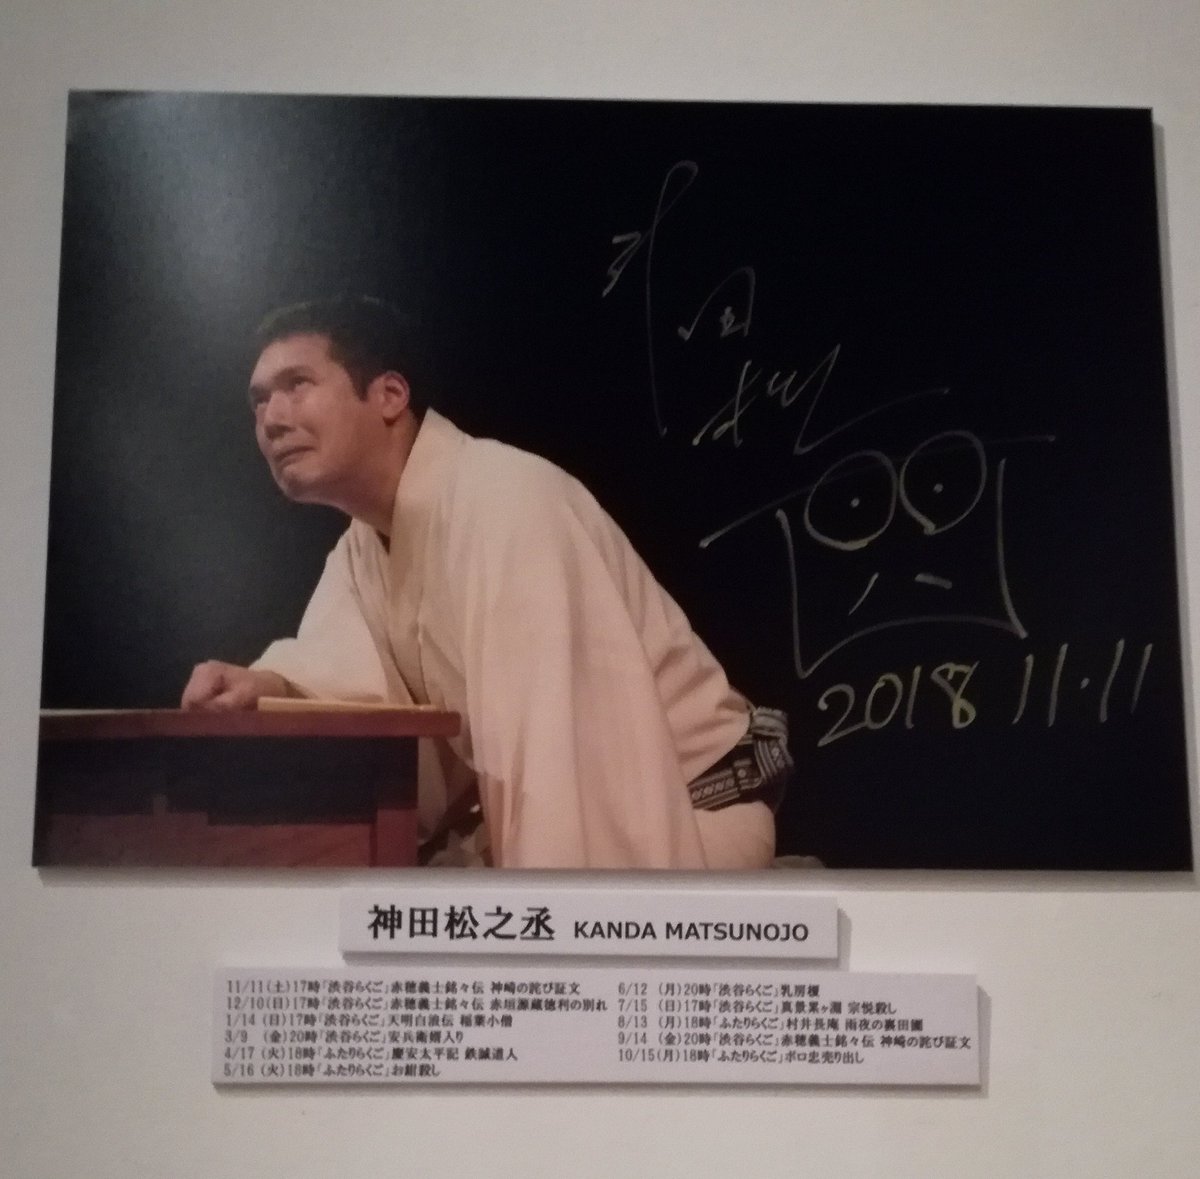 神田松
2018 11.11
神田松之丞 KANDA MATSUNOJO
11/11(土)17時「渋谷らくご」赤穂義士銘々伝 神崎の詫び証文
12/10(日)17時「渋谷らくご」赤穂義士銘々伝 赤垣源蔵徳利の別れ
1/14 (日)17時「渋谷らくご」天明白浪伝 稲葉小僧
3/9 (金)20時「渋谷らくご」安兵衛婿入り
4/17 (火)18時「ふたりらくご」慶安太平記 鉄誠道人
5/16 (火)18時「ふたりらくご」お紺殺し
6/12 (月)20時「渋谷らくご」乳房榎
7/15 (日)17時「渋谷らくご」真景累ヶ淵 宗悦殺し
8/13 (月)18時「ふたりらくご」村井長庵 雨夜の裏田圃
9/14 (金)20時「渋谷らくご」赤穂義士銘々伝 神崎の詫び証文
10/15(月)18時「ふたりらくご」ボロ忠売り出し